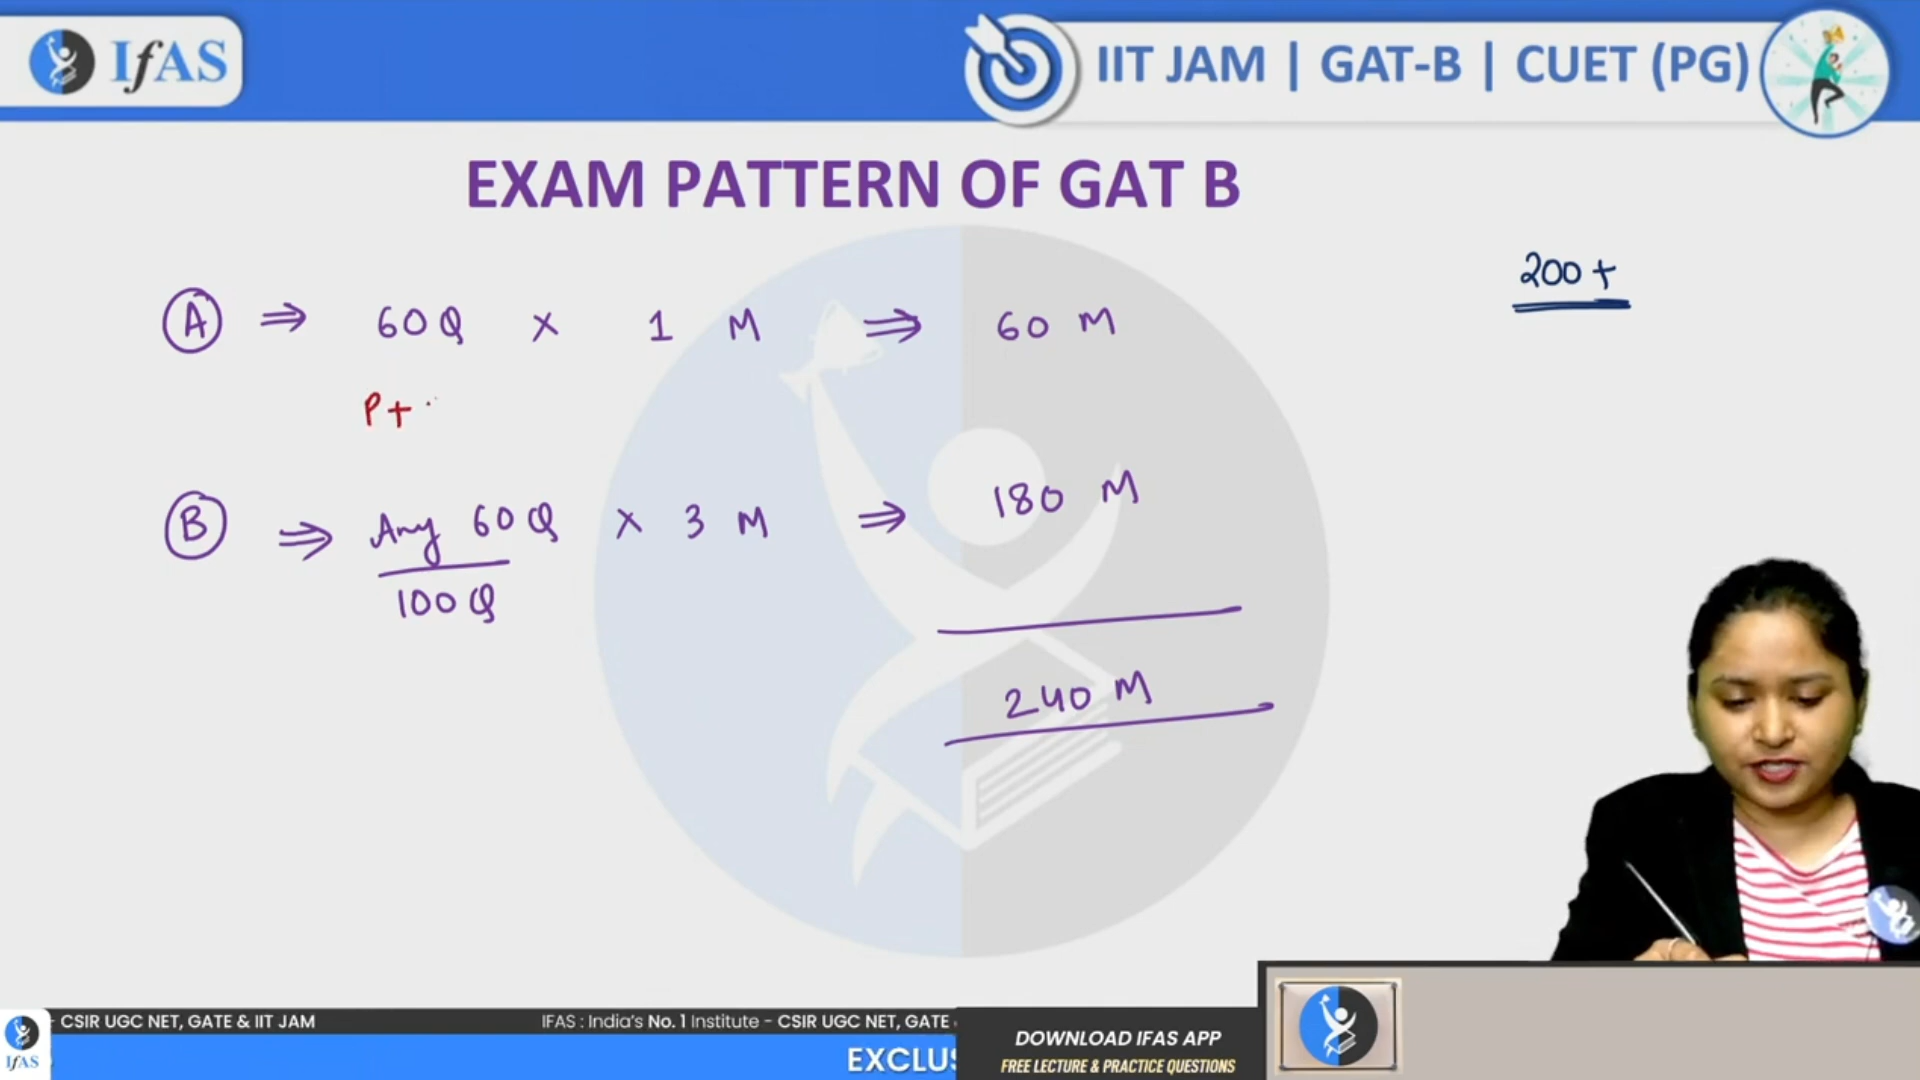 IfAS
IIT JAM | GAT-B | CUET (PG)
EXAM PATTERN OF GAT B
200 +
A ⇒ 60 Q × 1 M ⇒ 60 M
P +
B ⇒ Any 60 Q × 3 M ⇒ 180 M
100 Q
240 M
CSIR UGC NET, GATE & IIT JAM
IFAS : India's No. 1 Institute - CSIR UGC NET, GATE
IfAS
EXCLUS
DOWNLOAD IFAS APP
FREE LECTURE & PRACTICE QUESTIONS